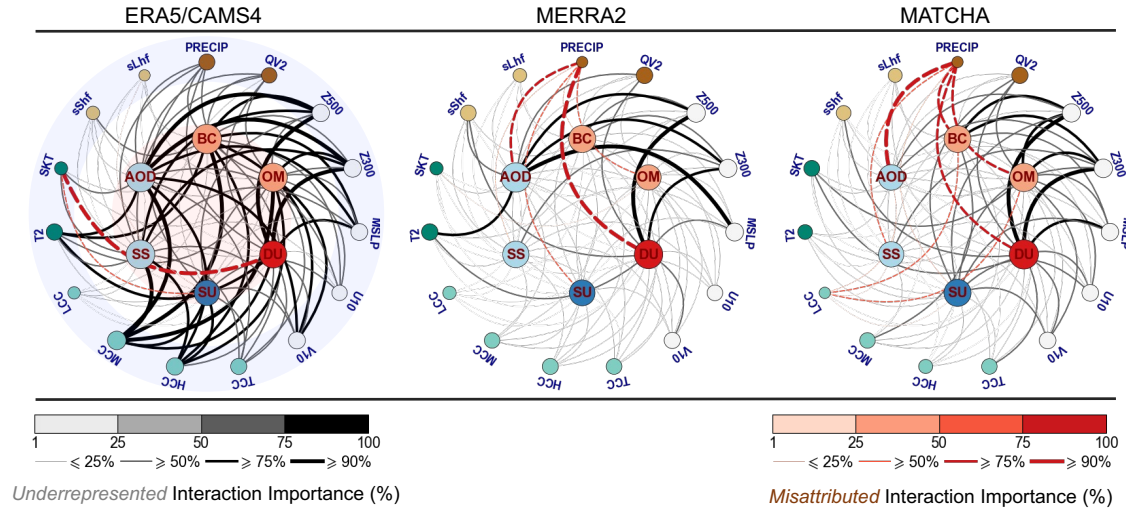 ERA5/CAMS4 MERRA2 MATCHA
PRECIP QV2 Z500 Z300 MSLP U10 V10 TCC HCC MCC LCC T2 SKT sShf sLhf
AOD BC OM DU SU SS
PRECIP QV2 Z500 Z300 MSLP U10 V10 TCC HCC MCC LCC T2 SKT sShf sLhf
AOD BC OM DU SU SS
PRECIP QV2 Z500 Z300 MSLP U10 V10 TCC HCC MCC LCC T2 SKT sShf sLhf
AOD BC OM DU SU SS
1 25 50 75 100
⩽ 25% ⩾ 50% ⩾ 75% ⩾ 90%
Underrepresented Interaction Importance (%)
1 25 50 75 100
⩽ 25% ⩾ 50% ⩾ 75% ⩾ 90%
Misattributed Interaction Importance (%)